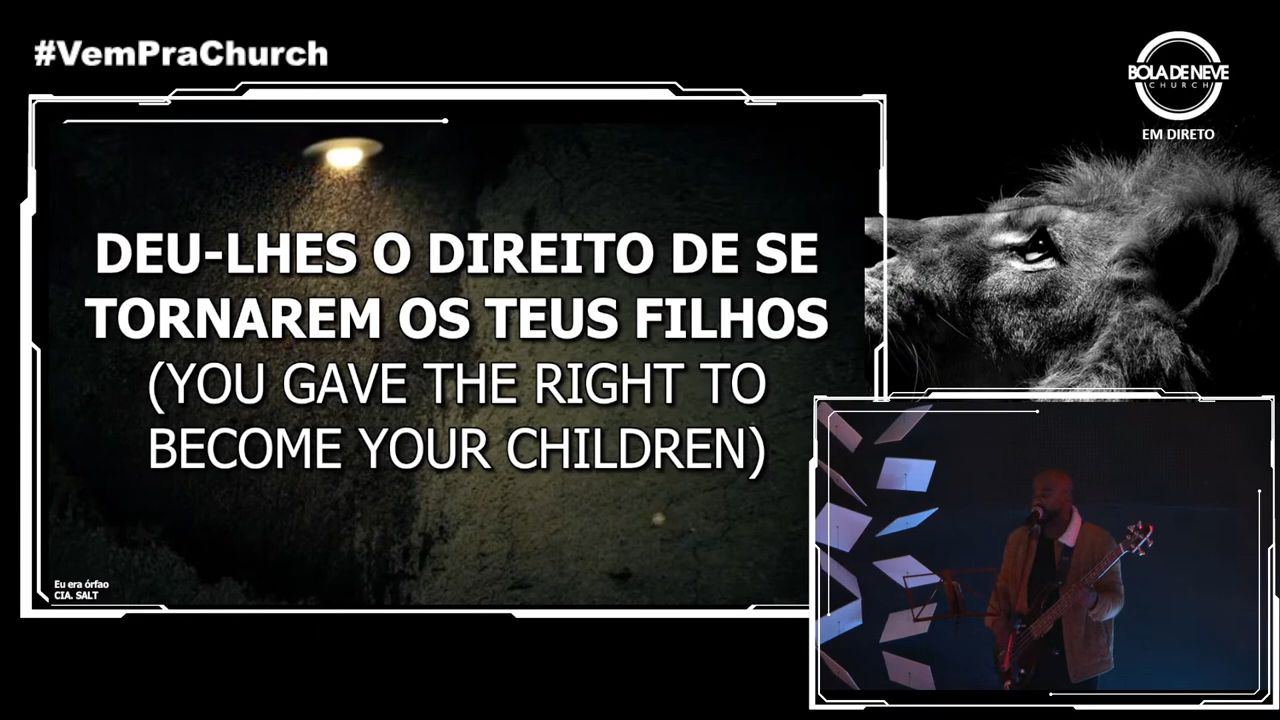 #VemPraChurch
BOLA DE NEVE
CHURCH
EM DIRETO
DEU-LHES O DIREITO DE SE
TORNAREM OS TEUS FILHOS
(YOU GAVE THE RIGHT TO
BECOME YOUR CHILDREN)
Eu era órfao
CIA. SALT